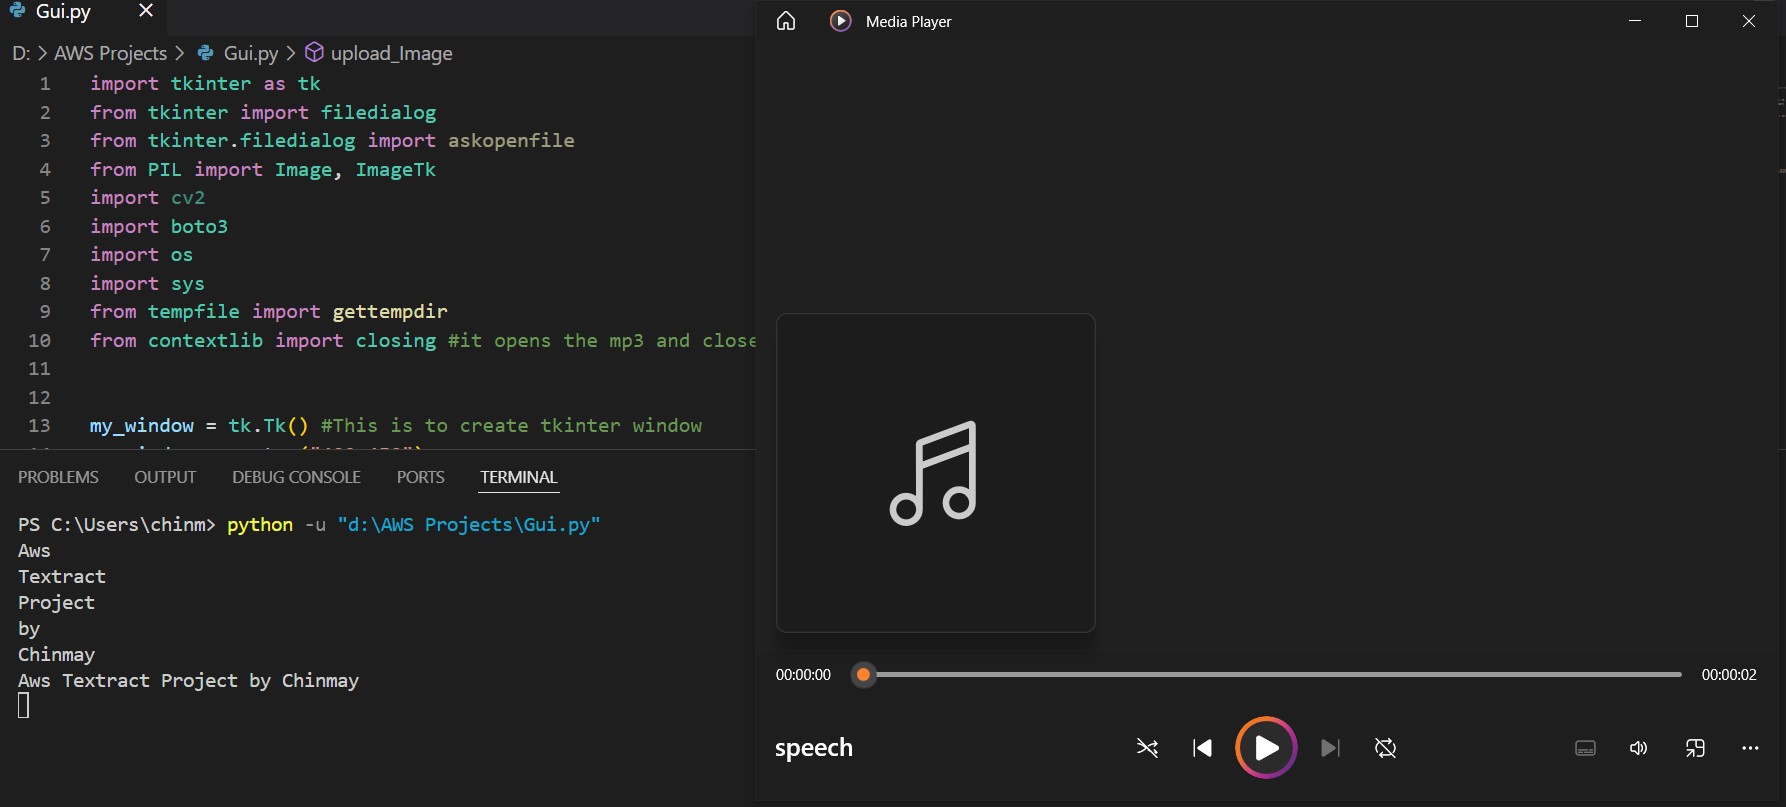 Gui.py
D: > AWS Projects > Gui.py > upload_Image
1 import tkinter as tk
2 from tkinter import filedialog
3 from tkinter.filedialog import askopenfile
4 from PIL import Image, ImageTk
5 import cv2
6 import boto3
7 import os
8 import sys
9 from tempfile import gettempdir
10 from contextlib import closing #it opens the mp3 and close
11
12
13 my_window = tk.Tk() #This is to create tkinter window
PROBLEMS OUTPUT DEBUG CONSOLE PORTS TERMINAL
PS C:\Users\chinm> python -u "d:\AWS Projects\Gui.py"
Aws
Textract
Project
by
Chinmay
Aws Textract Project by Chinmay
Media Player
00:00:00 00:00:02
speech